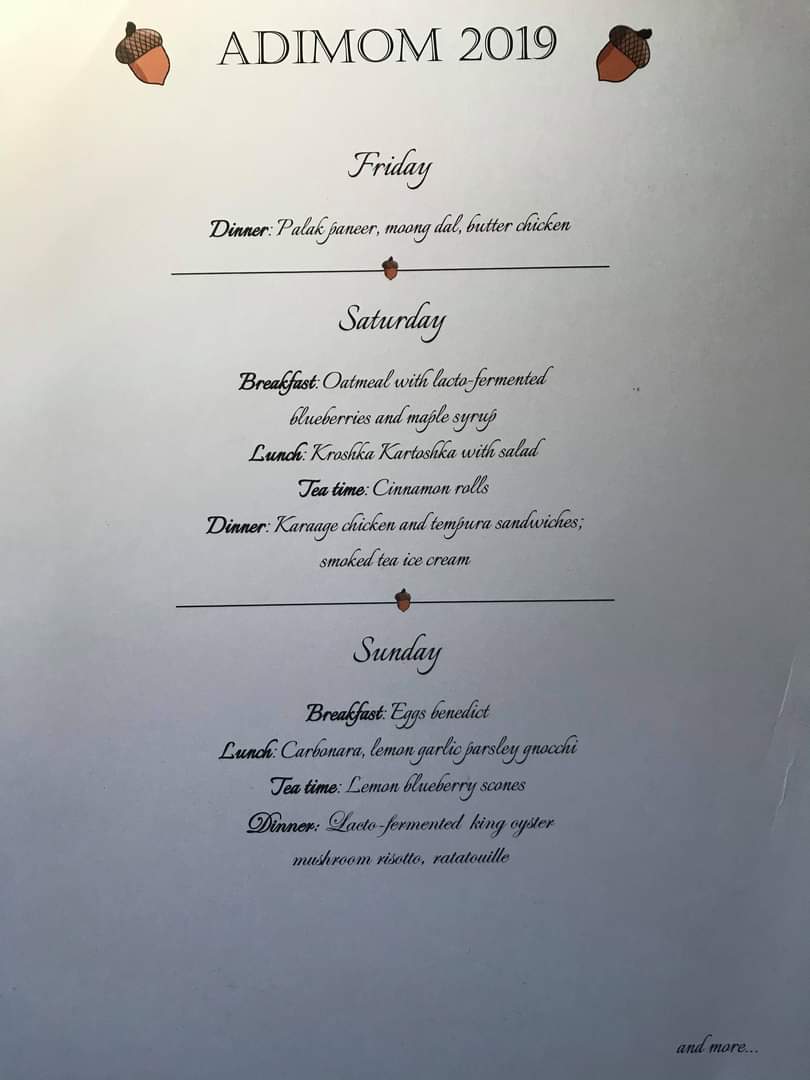 ADIMOM 2019
Friday
Dinner: Palak paneer, moong dal, butter chicken
Saturday
Breakfast: Oatmeal with lacto-fermented
blueberries and maple syrup
Lunch: Kroshka Kartoshka with salad
Tea time: Cinnamon rolls
Dinner: Karaage chicken and tempura sandwiches;
smoked tea ice cream
Sunday
Breakfast: Eggs benedict
Lunch: Carbonara, lemon garlic parsley gnocchi
Tea time: Lemon blueberry scones
Dinner: Lacto-fermented king oyster
mushroom risotto, ratatouille
and more...